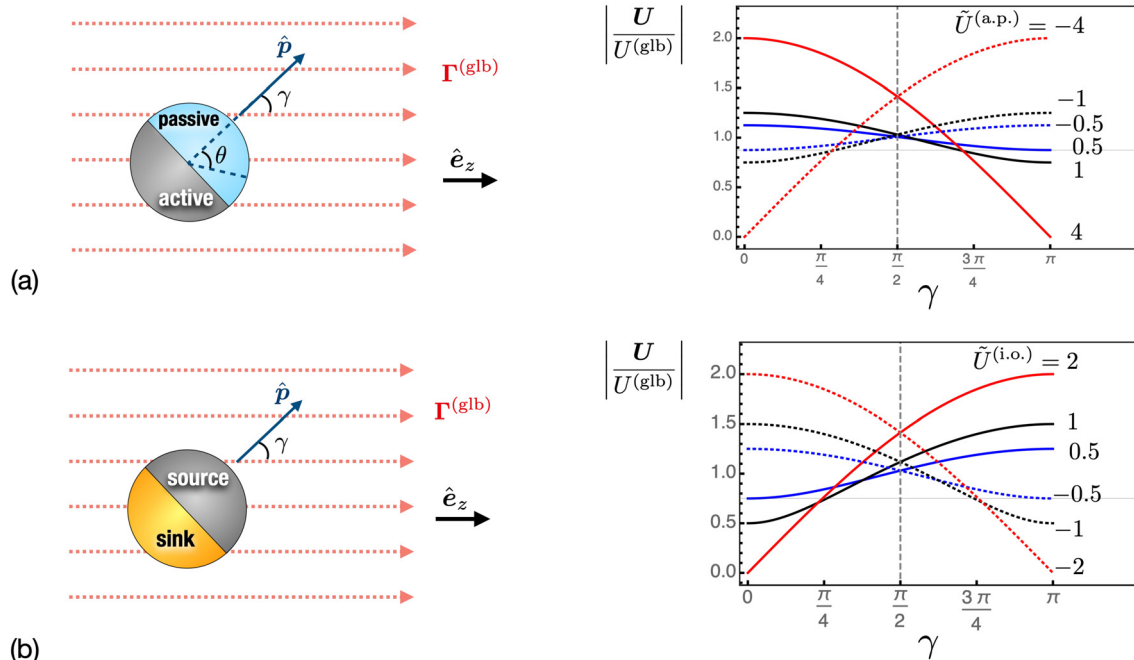 p̂
Γ(glb)
γ
passive
θ
active
ê_z
(a)
|U / U(glb)|
Ũ(a.p.) = −4
2.0
1.5
1.0
0.5
0.0
−1
−0.5
0.5
1
4
0
π/4
π/2
3π/4
π
γ
p̂
Γ(glb)
γ
source
sink
ê_z
(b)
|U / U(glb)|
Ũ(i.o.) = 2
2.0
1.5
1.0
0.5
0.0
1
0.5
−0.5
−1
−2
0
π/4
π/2
3π/4
π
γ